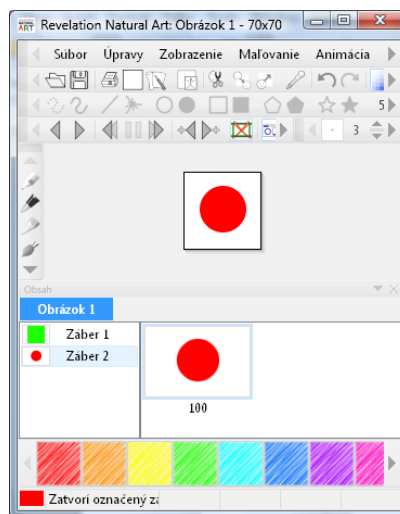 ART Revelation Natural Art: Obrázok 1 - 70x70
Súbor Úpravy Zobrazenie Maľovanie Animácia
5
3
Obsah
Obrázok 1
Záber 1
Záber 2
100
Zatvorí označený zá